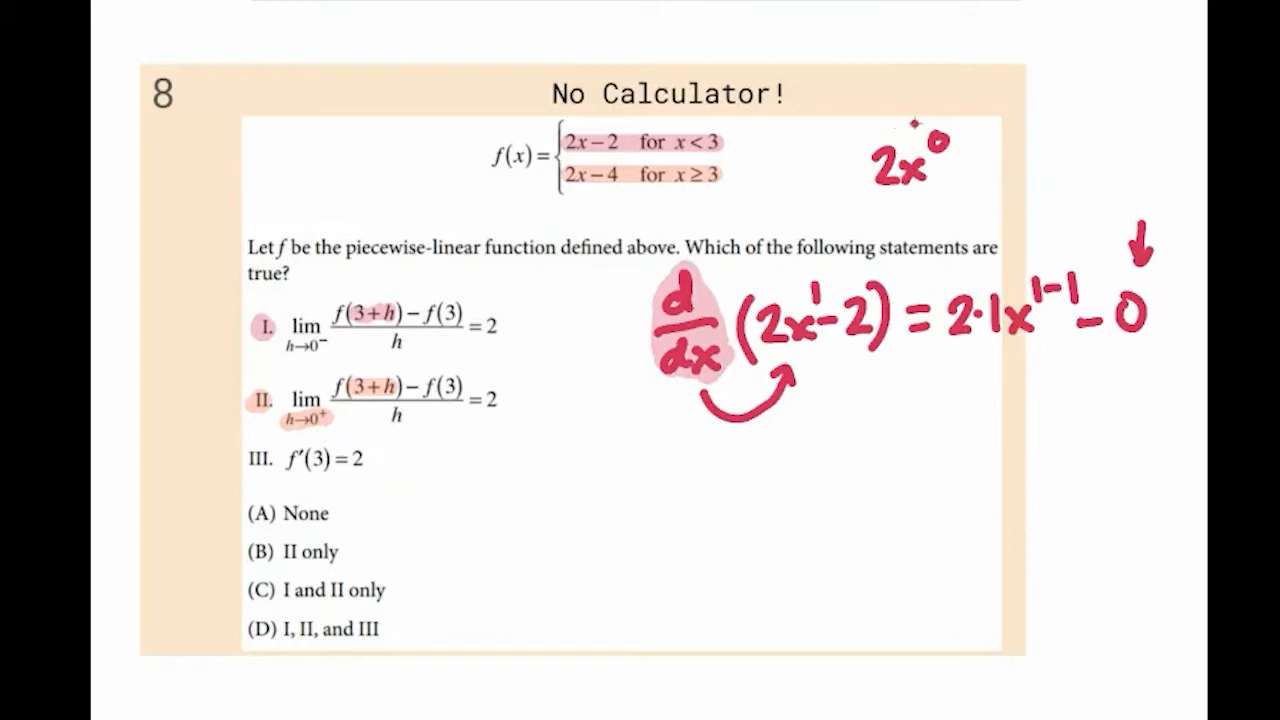 8
No Calculator!
f(x) = { 2x − 2 for x < 3
2x − 4 for x ≥ 3
2x⁰
Let f be the piecewise-linear function defined above. Which of the following statements are
true?
I. lim h→0⁻ f(3+h) − f(3) / h = 2
d/dx (2x¹ − 2) = 2·1x¹⁻¹ − 0
II. lim h→0⁺ f(3+h) − f(3) / h = 2
III. f′(3) = 2
(A) None
(B) II only
(C) I and II only
(D) I, II, and III